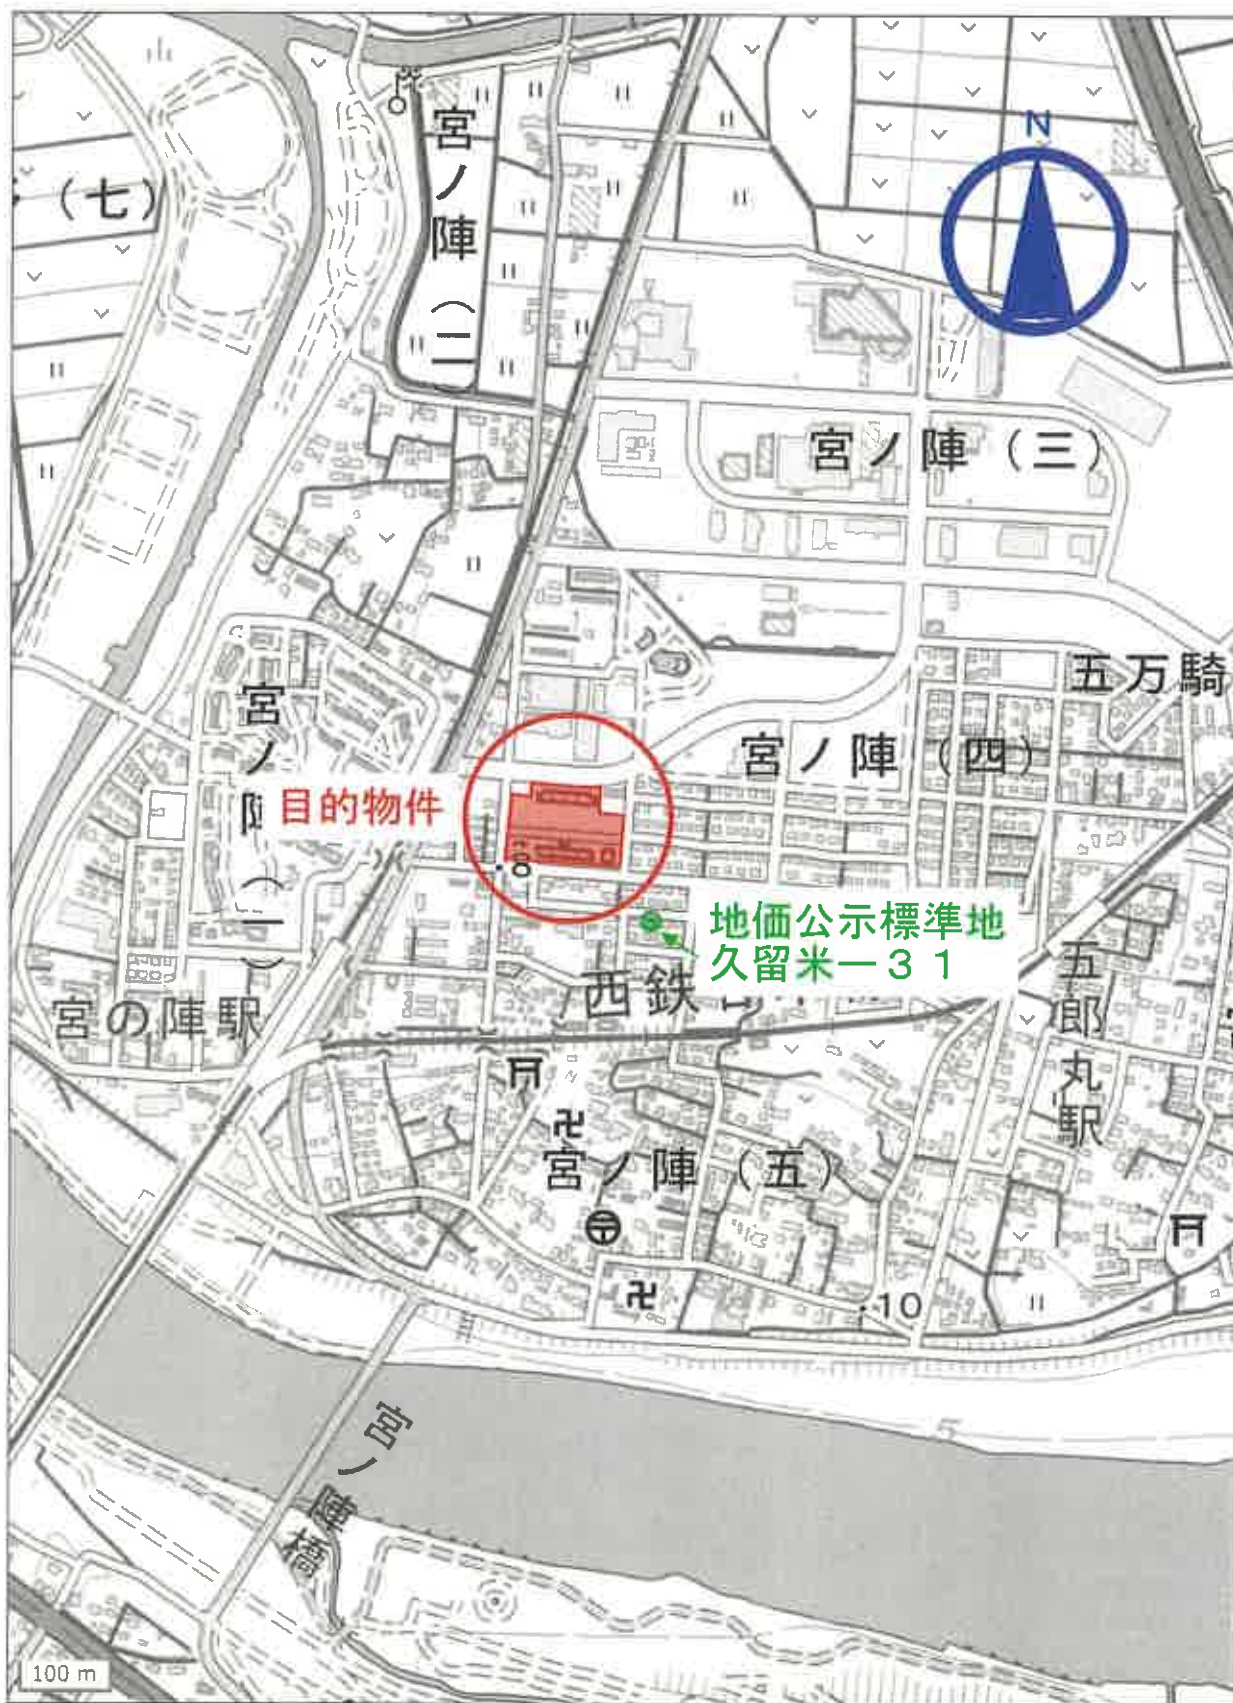 宮ノ陣（二）
（七）
N
宮ノ陣（三）
五万騎
宮ノ陣（四）
宮ノ陣（一）
目的物件
地価公示標準地
久留米－３１
西鉄
宮の陣駅
五郎丸駅
宮ノ陣（五）
・10
5
宮ノ陣橋
100 m